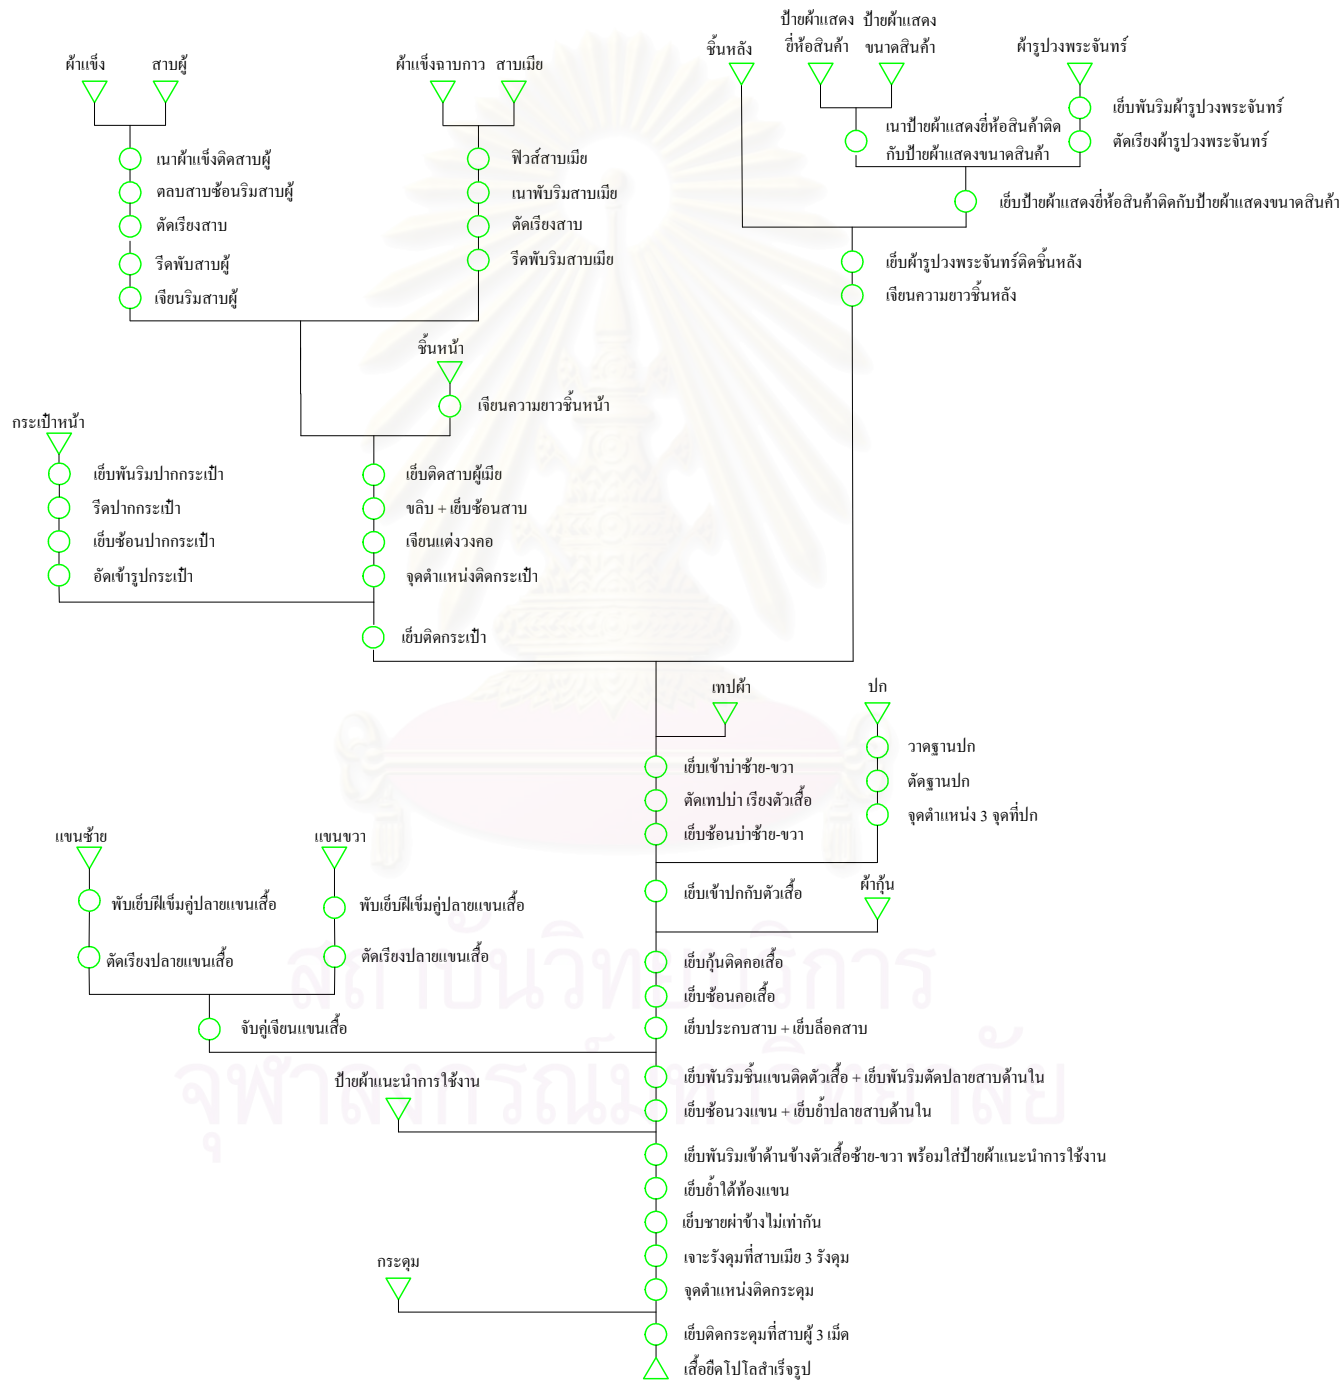 ป้ายผ้าแสดง
ยี่ห้อสินค้า
ป้ายผ้าแสดง
ขนาดสินค้า
ชิ้นหลัง
ผ้ารูปวงพระจันทร์
ผ้าแข็ง
สาบผู้
ผ้าแข็งฉาบกาว
สาบเมีย
เย็บพันริมผ้ารูปวงพระจันทร์
เนาป้ายผ้าแสดงยี่ห้อสินค้าติด
กับป้ายผ้าแสดงขนาดสินค้า
ตัดเรียงผ้ารูปวงพระจันทร์
เนาผ้าแข็งติดสาบผู้
ตลบสาบซ้อนริมสาบผู้
ตัดเรียงสาบ
รีดพับสาบผู้
เจียนริมสาบผู้
ฟิวส์สาบเมีย
เนาพับริมสาบเมีย
ตัดเรียงสาบ
รีดพับริมสาบเมีย
เย็บป้ายผ้าแสดงยี่ห้อสินค้าติดกับป้ายผ้าแสดงขนาดสินค้า
เย็บผ้ารูปวงพระจันทร์ติดชิ้นหลัง
เจียนความยาวชิ้นหลัง
ชิ้นหน้า
เจียนความยาวชิ้นหน้า
กระเป๋าหน้า
เย็บพันริมปากกระเป๋า
รีดปากกระเป๋า
เย็บซ้อนปากกระเป๋า
อัดเข้ารูปกระเป๋า
เย็บติดสาบผู้เมีย
ขลิบ + เย็บซ้อนสาบ
เจียนแต่งวงคอ
จุดตำแหน่งติดกระเป๋า
เย็บติดกระเป๋า
เทปผ้า
ปก
วาดฐานปก
ตัดฐานปก
จุดตำแหน่ง 3 จุดที่ปก
เย็บเข้าบ่าซ้าย-ขวา
ตัดเทปบ่า เรียงตัวเสื้อ
เย็บซ้อนบ่าซ้าย-ขวา
แขนซ้าย
แขนขวา
พับเย็บฝีเข็มคู่ปลายแขนเสื้อ
พับเย็บฝีเข็มคู่ปลายแขนเสื้อ
ตัดเรียงปลายแขนเสื้อ
ตัดเรียงปลายแขนเสื้อ
จับคู่เจียนแขนเสื้อ
เย็บเข้าปกกับตัวเสื้อ
ผ้ากุ้น
เย็บกุ้นติดคอเสื้อ
เย็บซ้อนคอเสื้อ
เย็บประกบสาบ + เย็บล็อคสาบ
ป้ายผ้าแนะนำการใช้งาน
เย็บพันริมชิ้นแขนติดตัวเสื้อ + เย็บพันริมตัดปลายสาบด้านใน
เย็บซ้อนวงแขน + เย็บย้ำปลายสาบด้านใน
เย็บพันริมเข้าด้านข้างตัวเสื้อซ้าย-ขวา พร้อมใส่ป้ายผ้าแนะนำการใช้งาน
เย็บย้ำใต้ท้องแขน
เย็บชายผ่าข้างไม่เท่ากัน
เจาะรังดุมที่สาบเมีย 3 รังดุม
จุดตำแหน่งติดกระดุม
กระดุม
เย็บติดกระดุมที่สาบผู้ 3 เม็ด
เสื้อยืดโปโลสำเร็จรูป
สถาบันวิทยบริการ
จุฬาลงกรณ์มหาวิทยาลัย